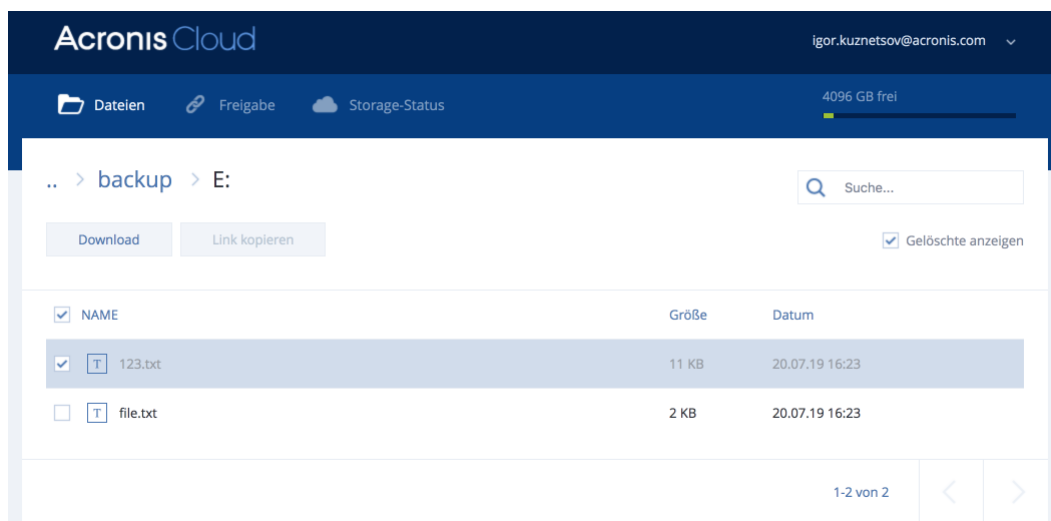 Acronis Cloud
igor.kuznetsov@acronis.com
Dateien Freigabe Storage-Status
4096 GB frei
.. > backup > E:
Suche...
Download Link kopieren
Gelöschte anzeigen
NAME Größe Datum
T 123.txt 11 KB 20.07.19 16:23
T file.txt 2 KB 20.07.19 16:23
1-2 von 2